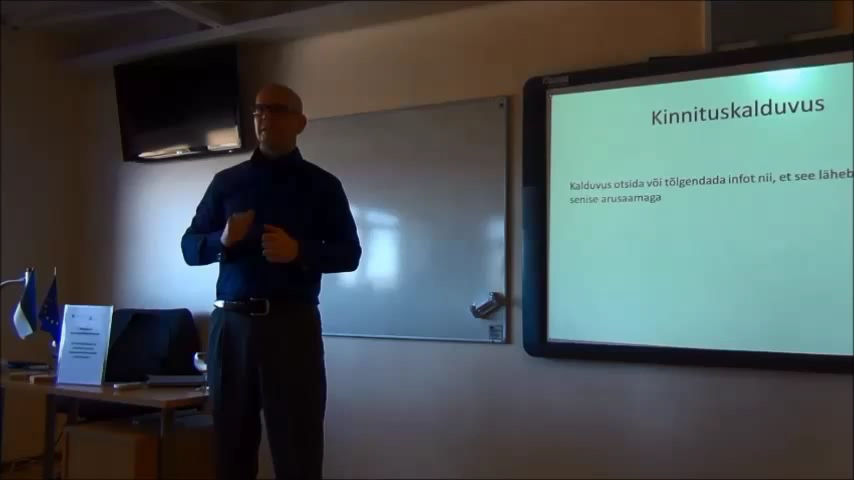 Kinnituskalduvus
Kalduvus otsida või tõlgendada infot nii, et see läheb
senise arusaamaga